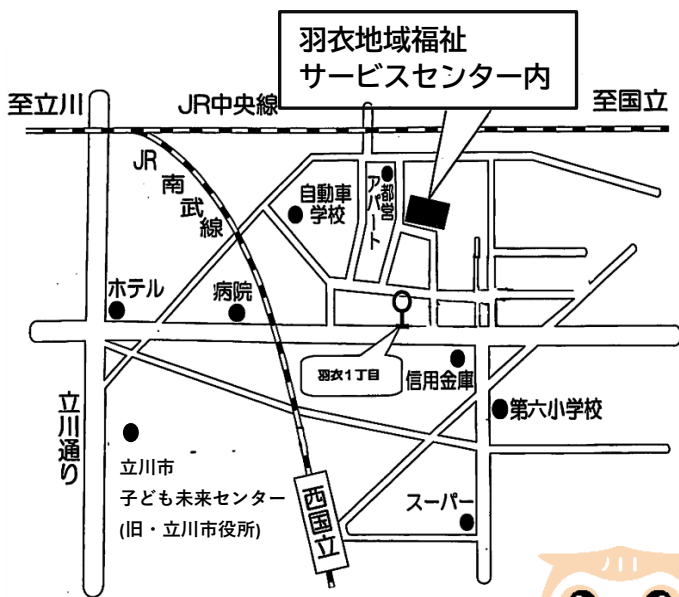 羽衣地域福祉
サービスセンター内
至立川
JR中央線
至国立
JR南武線
自動車
学校
都営
アパート
ホテル
病院
羽衣1丁目
信用金庫
立川通り
第六小学校
立川市
子ども未来センター
(旧・立川市役所)
西国立
スーパー